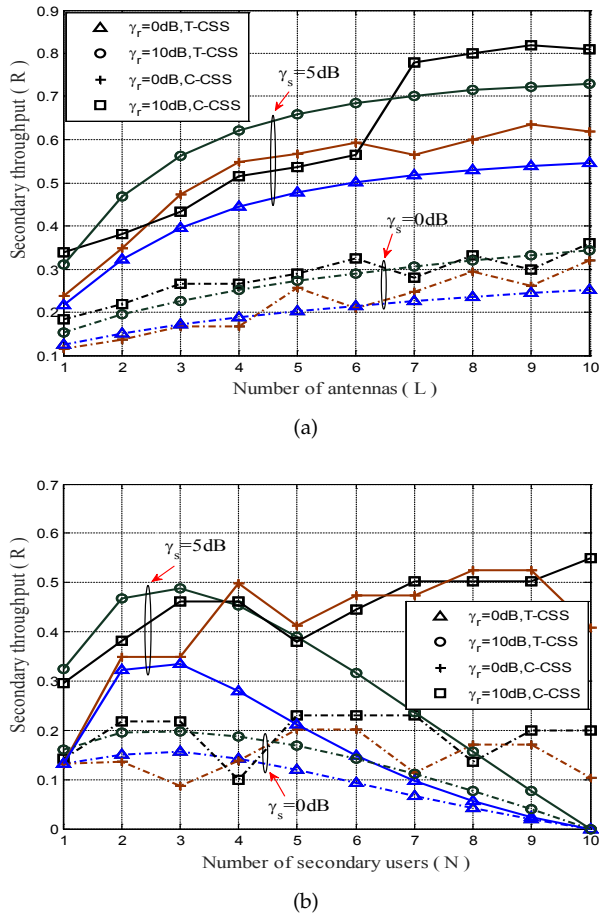 γr=0dB,T-CSS
γr=10dB,T-CSS
γr=0dB,C-CSS
γr=10dB,C-CSS
γs=5dB
γs=0dB
Secondary throughput ( R )
0.9
0.8
0.7
0.6
0.5
0.4
0.3
0.2
0.1
1 2 3 4 5 6 7 8 9 10
Number of antennas ( L )
(a)
0.7
0.6
0.5
0.4
0.3
0.2
0.1
0
Secondary throughput ( R )
γs=5dB
γr=0dB,T-CSS
γr=10dB,T-CSS
γr=0dB,C-CSS
γr=10dB,C-CSS
γs=0dB
1 2 3 4 5 6 7 8 9 10
Number of secondary users ( N )
(b)